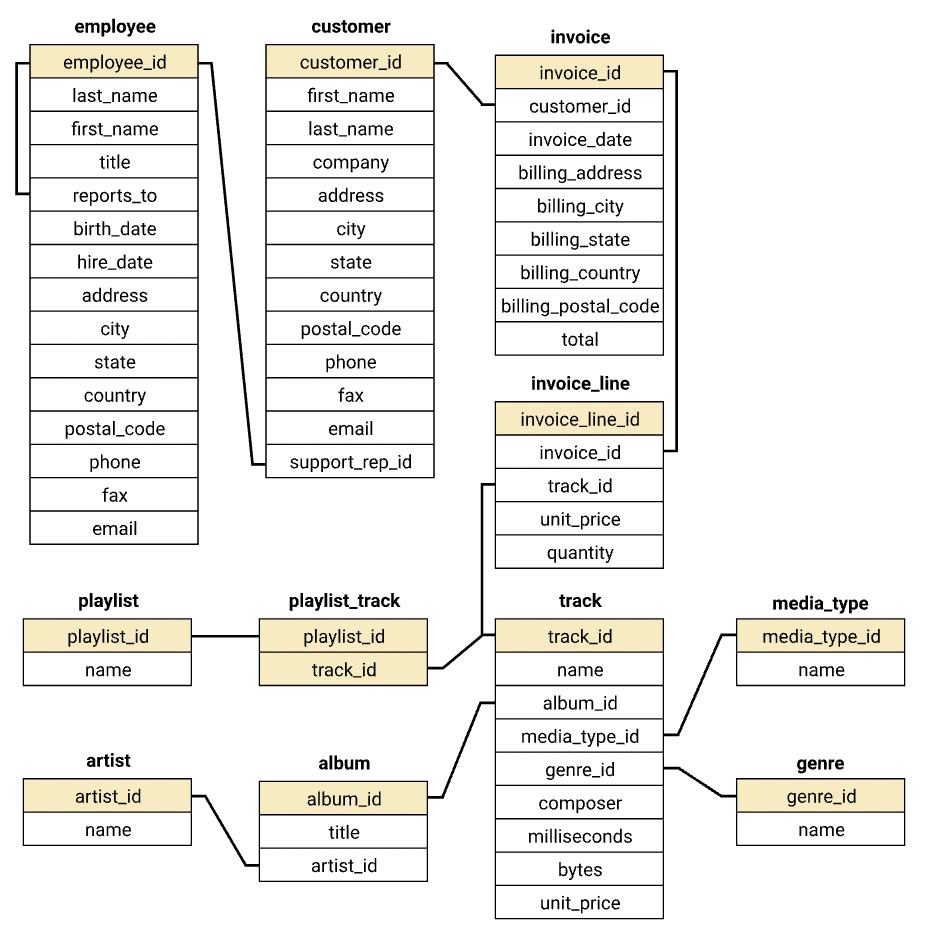 employee
employee_id
last_name
first_name
title
reports_to
birth_date
hire_date
address
city
state
country
postal_code
phone
fax
email
customer
customer_id
first_name
last_name
company
address
city
state
country
postal_code
phone
fax
email
support_rep_id
invoice
invoice_id
customer_id
invoice_date
billing_address
billing_city
billing_state
billing_country
billing_postal_code
total
invoice_line
invoice_line_id
invoice_id
track_id
unit_price
quantity
playlist
playlist_id
name
playlist_track
playlist_id
track_id
track
track_id
name
album_id
media_type_id
genre_id
composer
milliseconds
bytes
unit_price
media_type
media_type_id
name
artist
artist_id
name
album
album_id
title
artist_id
genre
genre_id
name